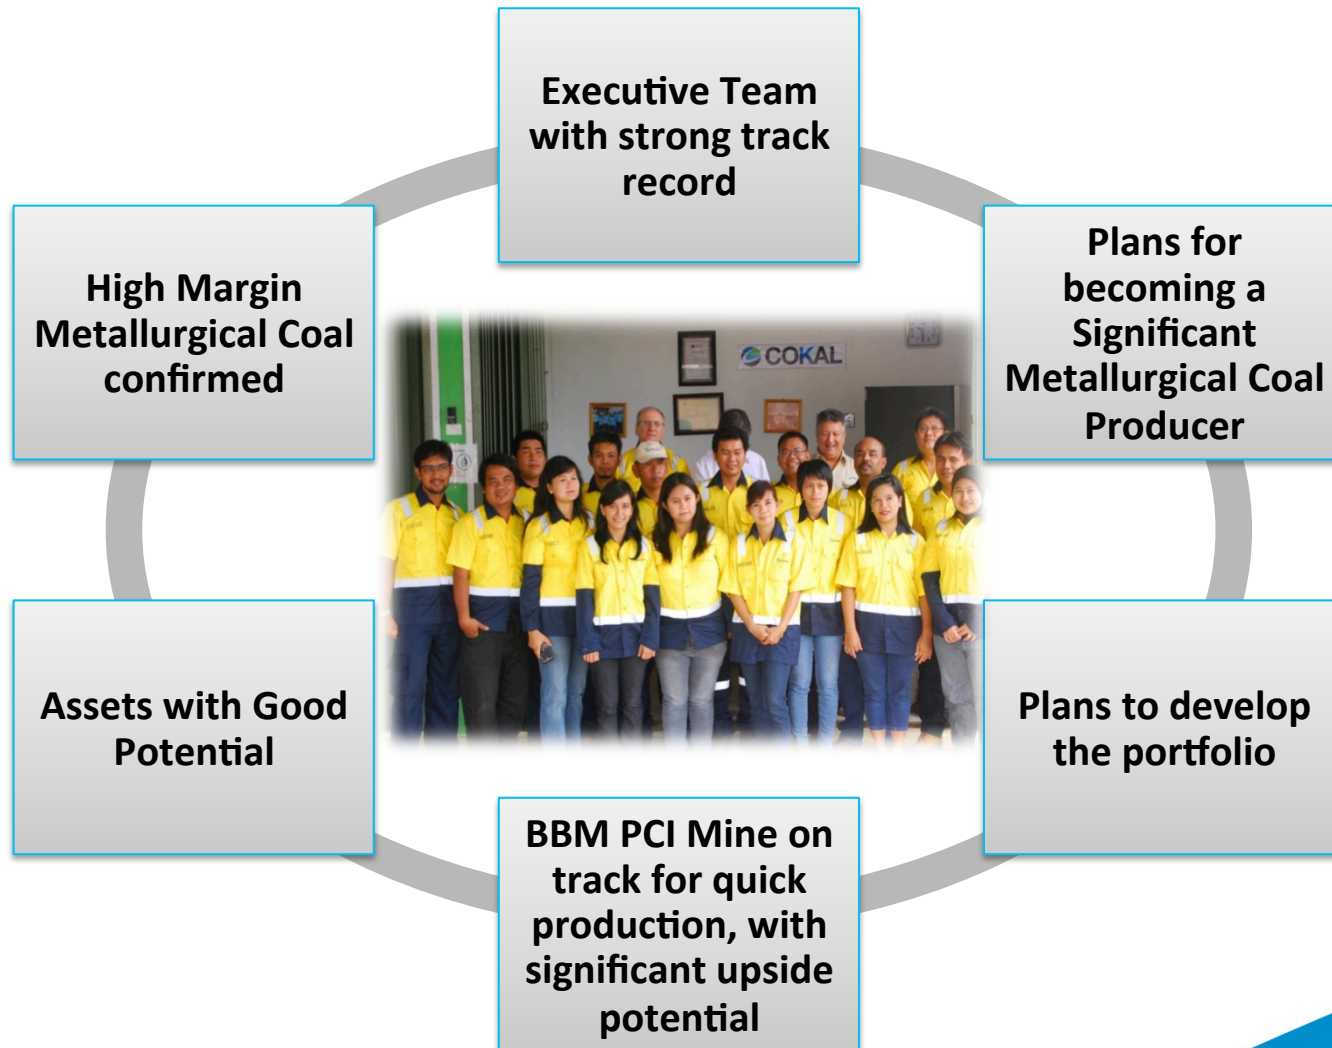 Executive Team
with strong track
record
Plans for
becoming a
Significant
Metallurgical Coal
Producer
Plans to develop
the portfolio
BBM PCI Mine on
track for quick
production, with
significant upside
potential
Assets with Good
Potential
High Margin
Metallurgical Coal
confirmed
COKAL